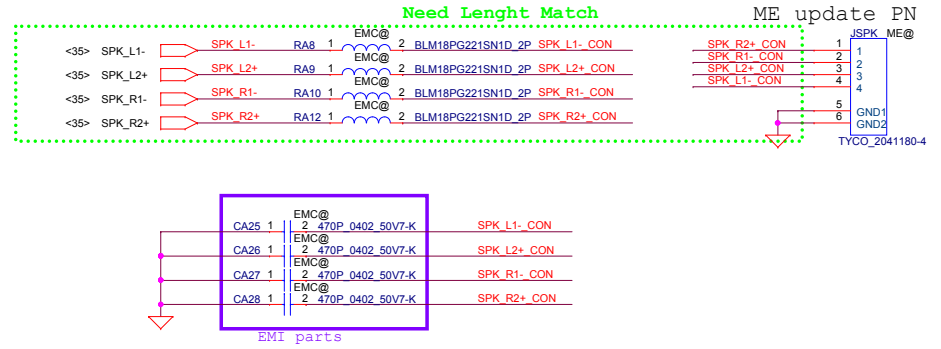 Need Lenght Match
ME update PN
JSPK ME@
<35> SPK_L1- SPK_L1- RA8 1 EMC@ 2 BLM18PG221SN1D_2P SPK_L1-_CON
<35> SPK_L2+ SPK_L2+ RA9 1 EMC@ 2 BLM18PG221SN1D_2P SPK_L2+_CON
<35> SPK_R1- SPK_R1- RA10 1 EMC@ 2 BLM18PG221SN1D_2P SPK_R1-_CON
<35> SPK_R2+ SPK_R2+ RA12 1 EMC@ 2 BLM18PG221SN1D_2P SPK_R2+_CON
SPK_R2+_CON 1 1
SPK_R1-_CON 2 2
SPK_L2+_CON 3 3
SPK_L1-_CON 4 4
5 GND1
6 GND2
TYCO_2041180-4
CA25 1 EMC@ 2 470P_0402_50V7-K SPK_L1-_CON
CA26 1 EMC@ 2 470P_0402_50V7-K SPK_L2+_CON
CA27 1 EMC@ 2 470P_0402_50V7-K SPK_R1-_CON
CA28 1 EMC@ 2 470P_0402_50V7-K SPK_R2+_CON
EMI parts